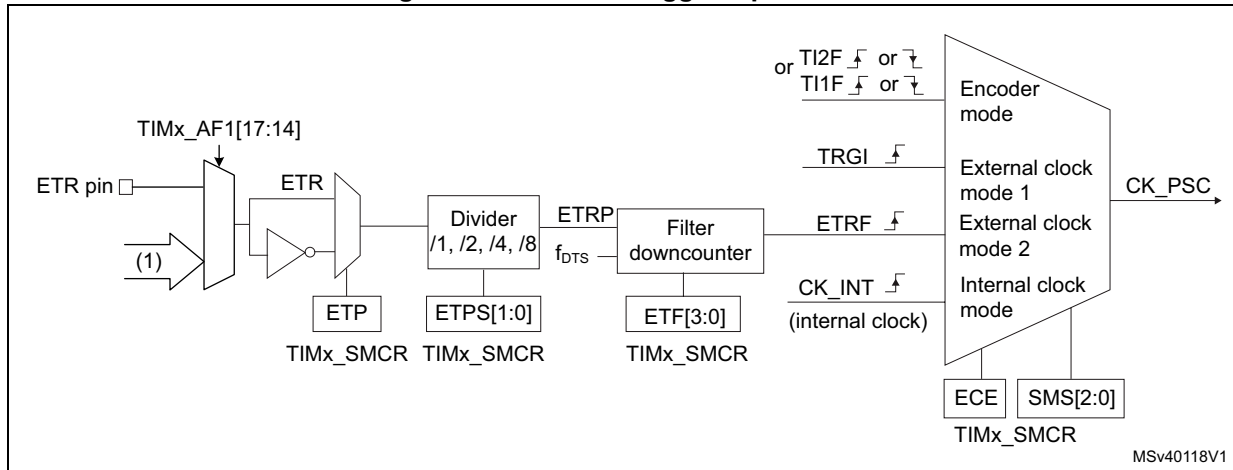 or TI2F or
TI1F or
Encoder
mode
TIMx_AF1[17:14]
ETR pin
ETR
(1)
TRGI
External clock
mode 1
CK_PSC
Divider
/1, /2, /4, /8
ETRP
fDTS
Filter
downcounter
ETRF
External clock
mode 2
CK_INT
(internal clock)
Internal clock
mode
ETP
TIMx_SMCR
ETPS[1:0]
TIMx_SMCR
ETF[3:0]
TIMx_SMCR
ECE
SMS[2:0]
TIMx_SMCR
MSv40118V1